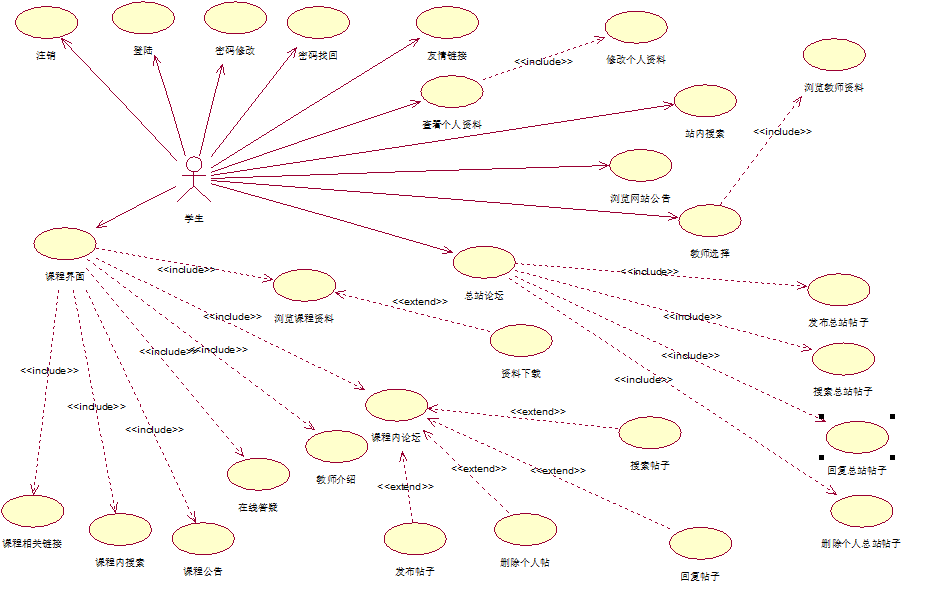 注销
登陆
密码修改
密码找回
友情链接
<<include>>
修改个人资料
浏览教师资料
查看个人资料
站内搜索
<<include>>
浏览网站公告
学生
教师选择
课程界面
<<include>>
总站论坛
<<include>>
<<extend>>
浏览课程资料
<<include>>
发布总站帖子
<<include>>
<<include>>
<<include>>
<<include>>
资料下载
<<include>>
<<include>>
<<include>>
搜索总站帖子
<<include>>
<<extend>>
<<include>>
课程内论坛
搜索帖子
回复总站帖子
<<extend>>
<<extend>>
教师介绍
<<extend>>
在线答疑
课程相关链接
课程内搜索
课程公告
发布帖子
删除个人帖
回复帖子
删除个人总站帖子